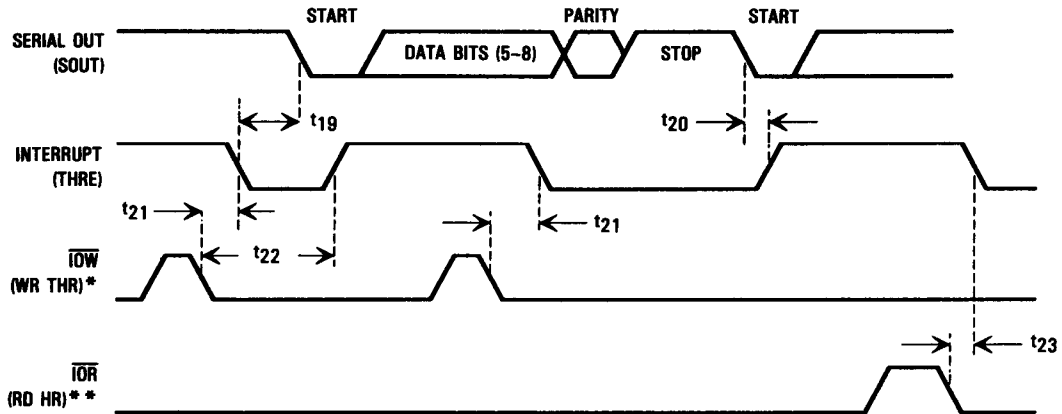 START PARITY START
SERIAL OUT
(SOUT)
DATA BITS (5-8) STOP
t19 t20
INTERRUPT
(THRE)
t21 t22 t21
IOW
(WR THR)*
t23
IOR
(RD HR)**